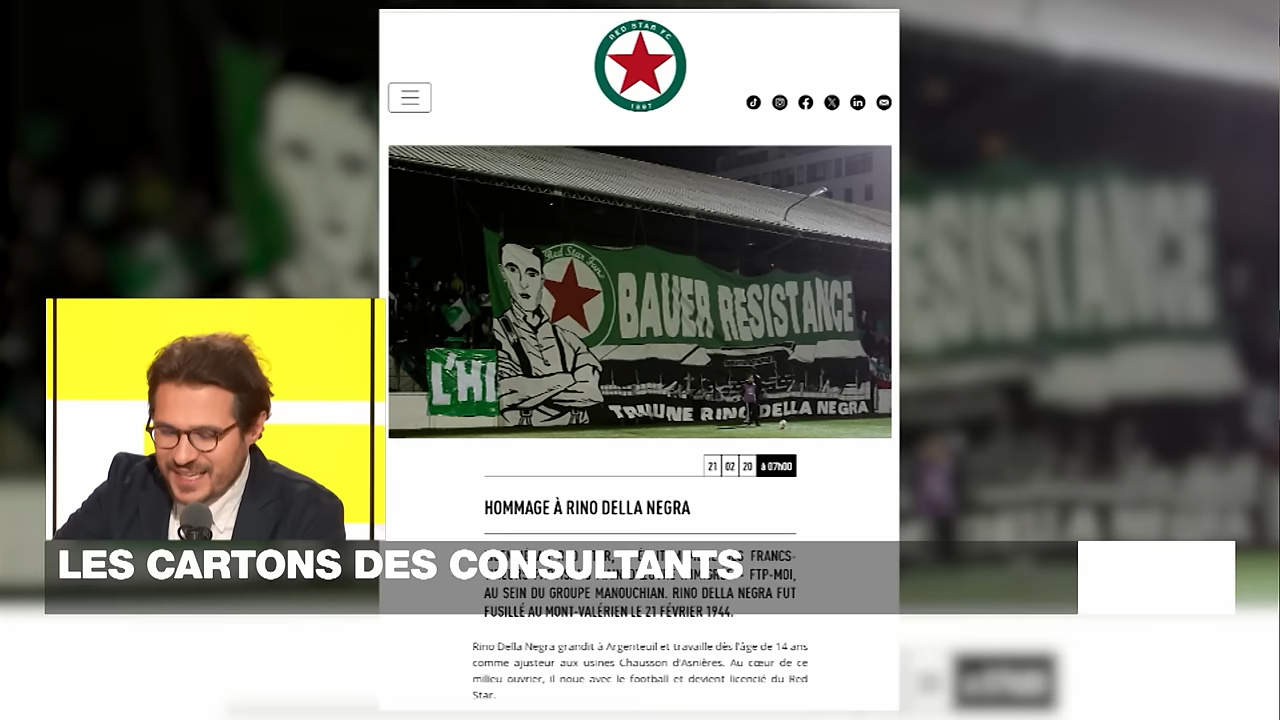 RED STAR FC
1897
Red Star Fans
BAUER RESISTANCE
L'HI
TRIBUNE RINO DELLA NEGRA
21 02 20 à 07h00
HOMMAGE À RINO DELLA NEGRA
FRANCS-
FTP-MOI,
AU SEIN DU GROUPE MANOUCHIAN. RINO DELLA NEGRA FUT
FUSILLÉ AU MONT-VALÉRIEN LE 21 FÉVRIER 1944.
Rino Della Negra grandit à Argenteuil et travaille dès l'âge de 14 ans
comme ajusteur aux usines Chausson d'Asnières. Au cœur de ce
milieu ouvrier, il noue avec le football et devient licencié du Red
Star.
LES CARTONS DES CONSULTANTS
ESISTANCE